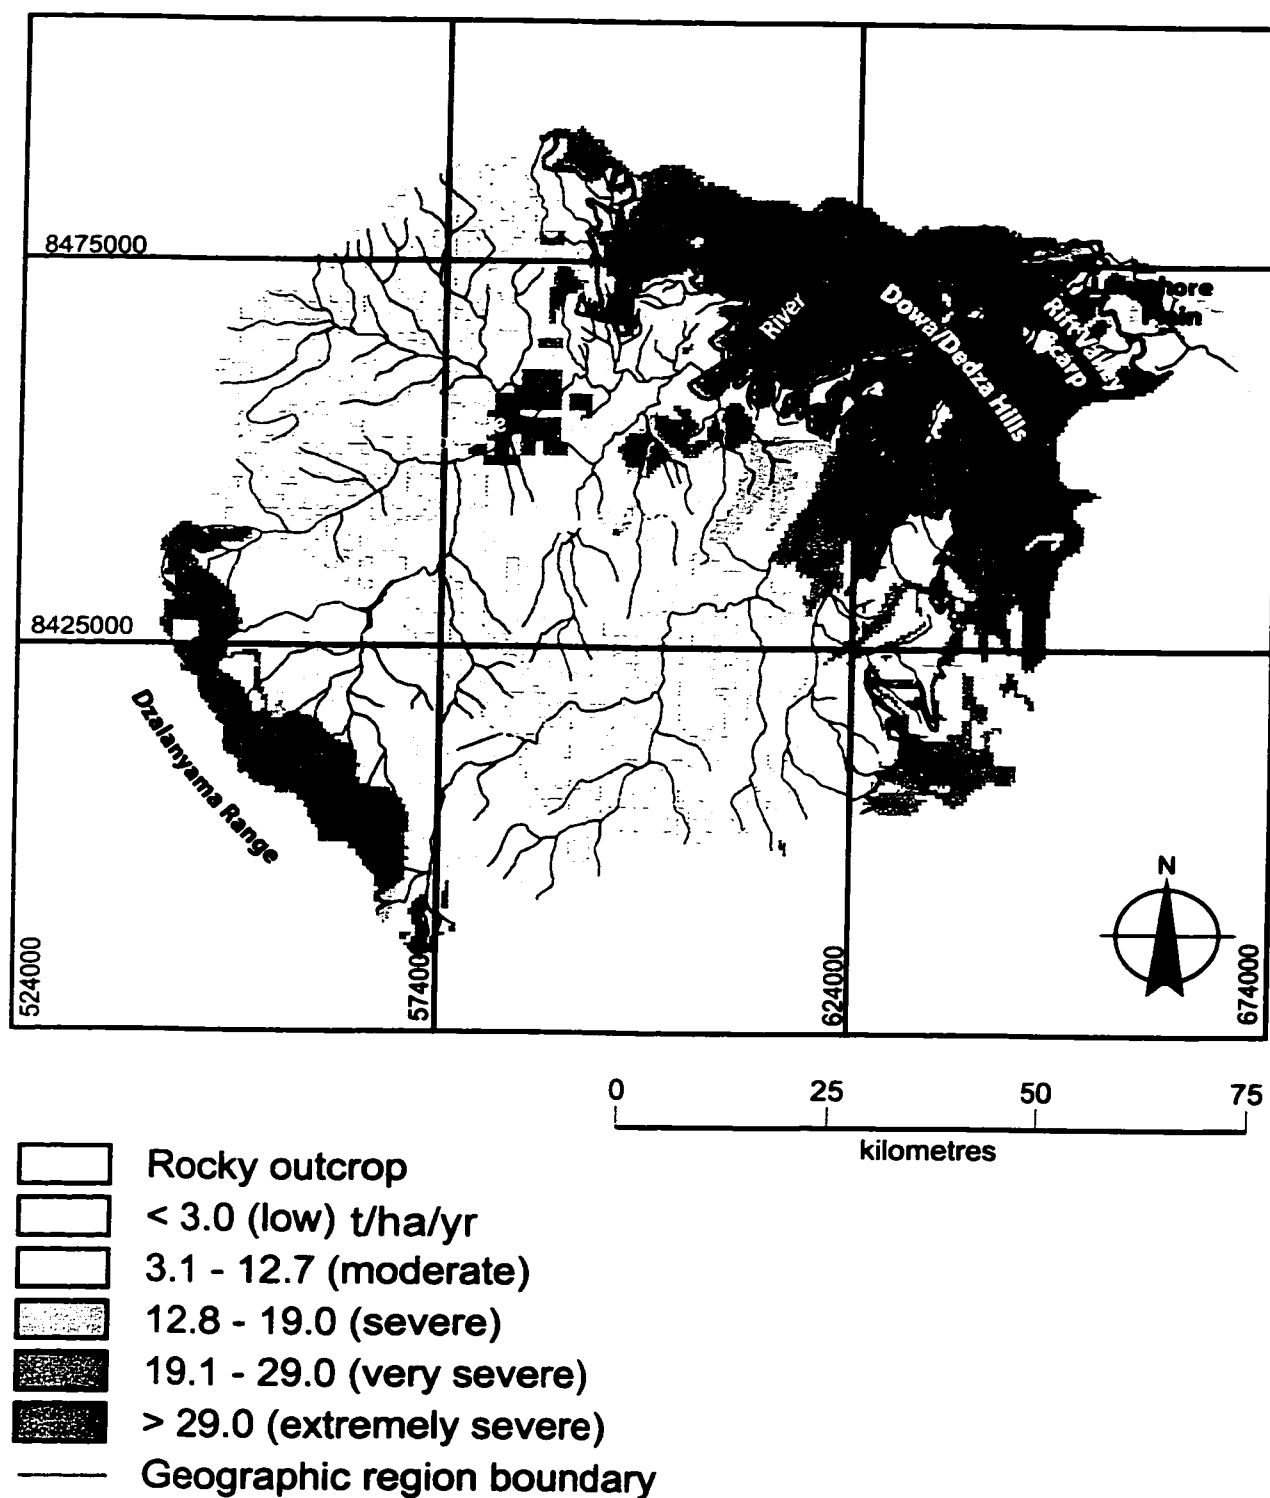 8475000
River
Dowa/Dedza Hills
Rift Valley
Scarp
8425000
Dzalanyama Range
N
524000
574000
624000
674000
0 25 50 75
kilometres
Rocky outcrop
< 3.0 (low) t/ha/yr
3.1 - 12.7 (moderate)
12.8 - 19.0 (severe)
19.1 - 29.0 (very severe)
> 29.0 (extremely severe)
Geographic region boundary